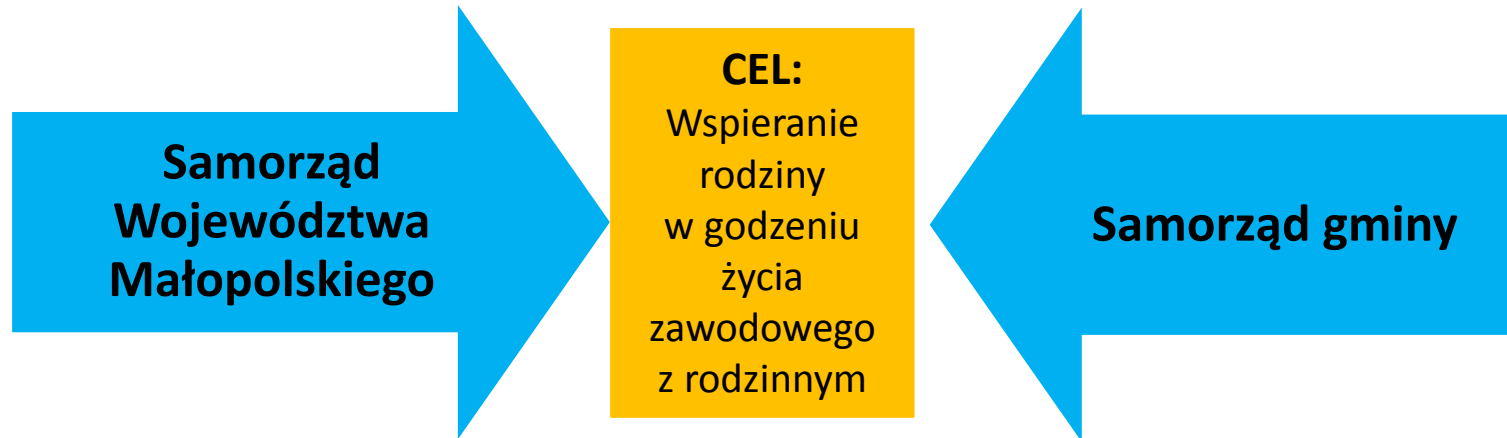 Samorząd
Województwa
Małopolskiego
CEL:
Wspieranie
rodziny
w godzeniu
życia
zawodowego
z rodzinnym
Samorząd gminy